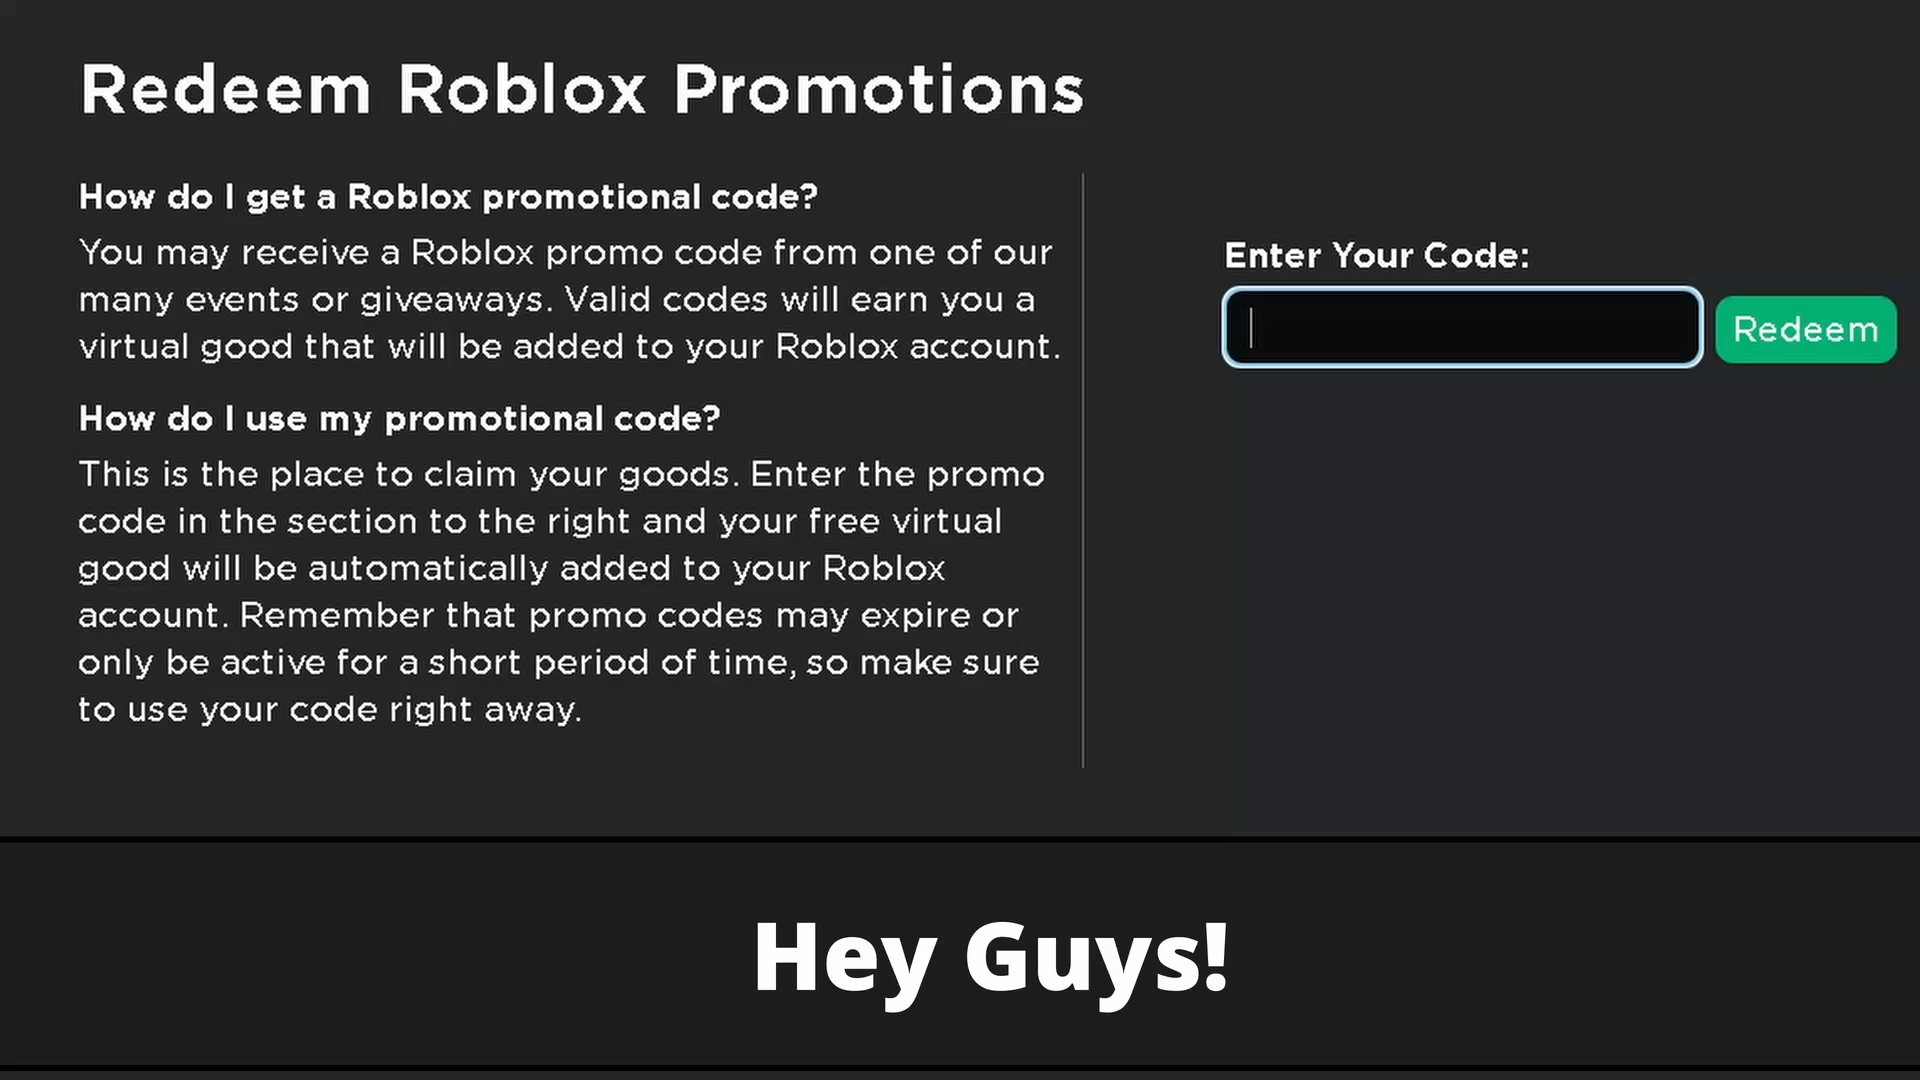 Redeem Roblox Promotions
How do I get a Roblox promotional code?
You may receive a Roblox promo code from one of our
many events or giveaways. Valid codes will earn you a
virtual good that will be added to your Roblox account.
How do I use my promotional code?
This is the place to claim your goods. Enter the promo
code in the section to the right and your free virtual
good will be automatically added to your Roblox
account. Remember that promo codes may expire or
only be active for a short period of time, so make sure
to use your code right away.
Enter Your Code:
Redeem
Hey Guys!